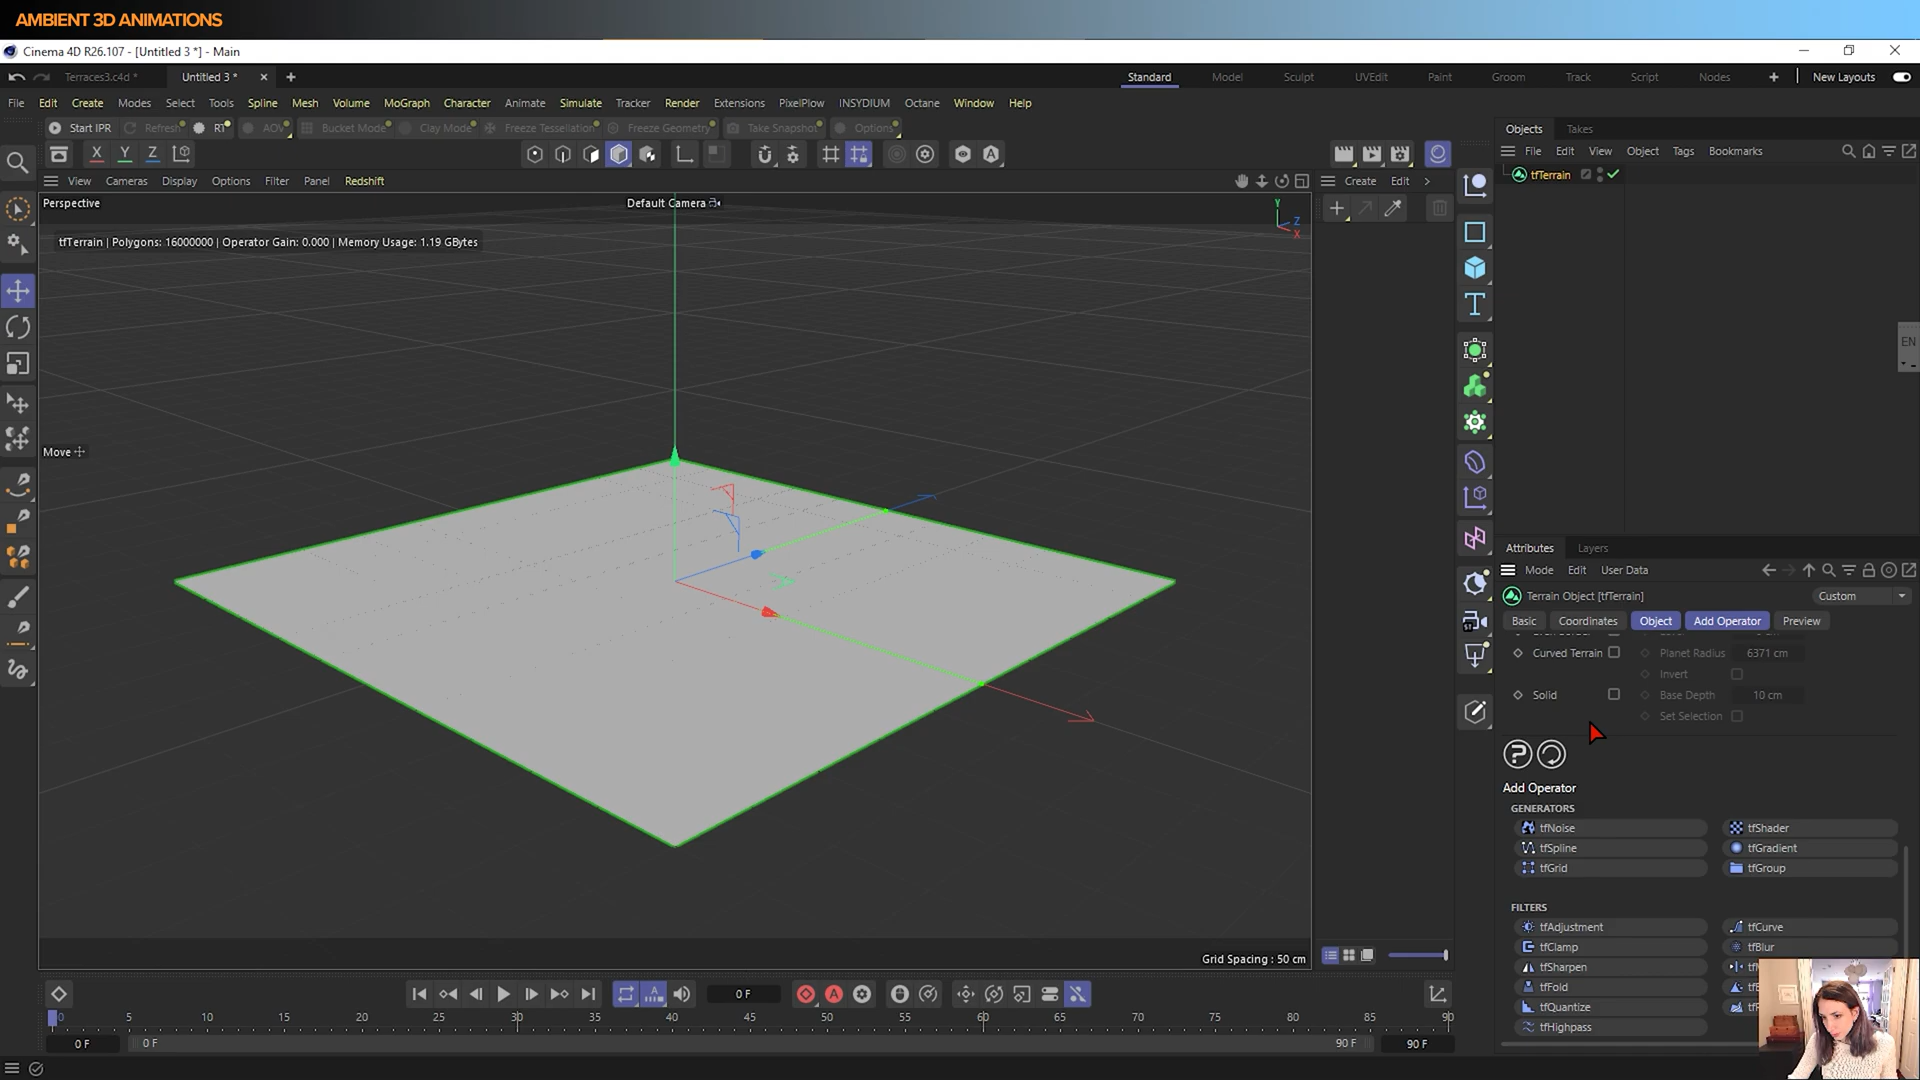 AMBIENT 3D ANIMATIONS
Cinema 4D R26.107 - [Untitled 3 *] - Main
Terraces3.c4d *
Untitled 3 *
Standard
Model
Sculpt
UVEdit
Paint
Groom
Track
Script
Nodes
New Layouts
File Edit Create Modes Select Tools Spline Mesh Volume MoGraph Character Animate Simulate Tracker Render Extensions PixelPlow INSYDIUM Octane Window Help
Start IPR Refresh RT AOV Bucket Mode Clay Mode Freeze Tessellation Freeze Geometry Take Snapshot Options
X Y Z
View Cameras Display Options Filter Panel Redshift
Perspective
Default Camera
tfTerrain | Polygons: 16000000 | Operator Gain: 0.000 | Memory Usage: 1.19 GBytes
Y
Z
X
Move
Grid Spacing : 50 cm
Create Edit
Objects Takes
File Edit View Object Tags Bookmarks
tfTerrain
EN
Attributes Layers
Mode Edit User Data
Terrain Object [tfTerrain]
Custom
Basic Coordinates Object Add Operator Preview
Curved Terrain
Planet Radius 6371 cm
Invert
Solid
Base Depth 10 cm
Set Selection
Add Operator
GENERATORS
tfNoise tfShader
tfSpline tfGradient
tfGrid tfGroup
FILTERS
tfAdjustment tfCurve
tfClamp tfBlur
tfSharpen
tfFold
tfQuantize
tfHighpass
0 F
0 5 10 15 20 25 30 35 40 45 50 55 60 65 70 75 80 85 90
0 F
0 F
90 F
90 F